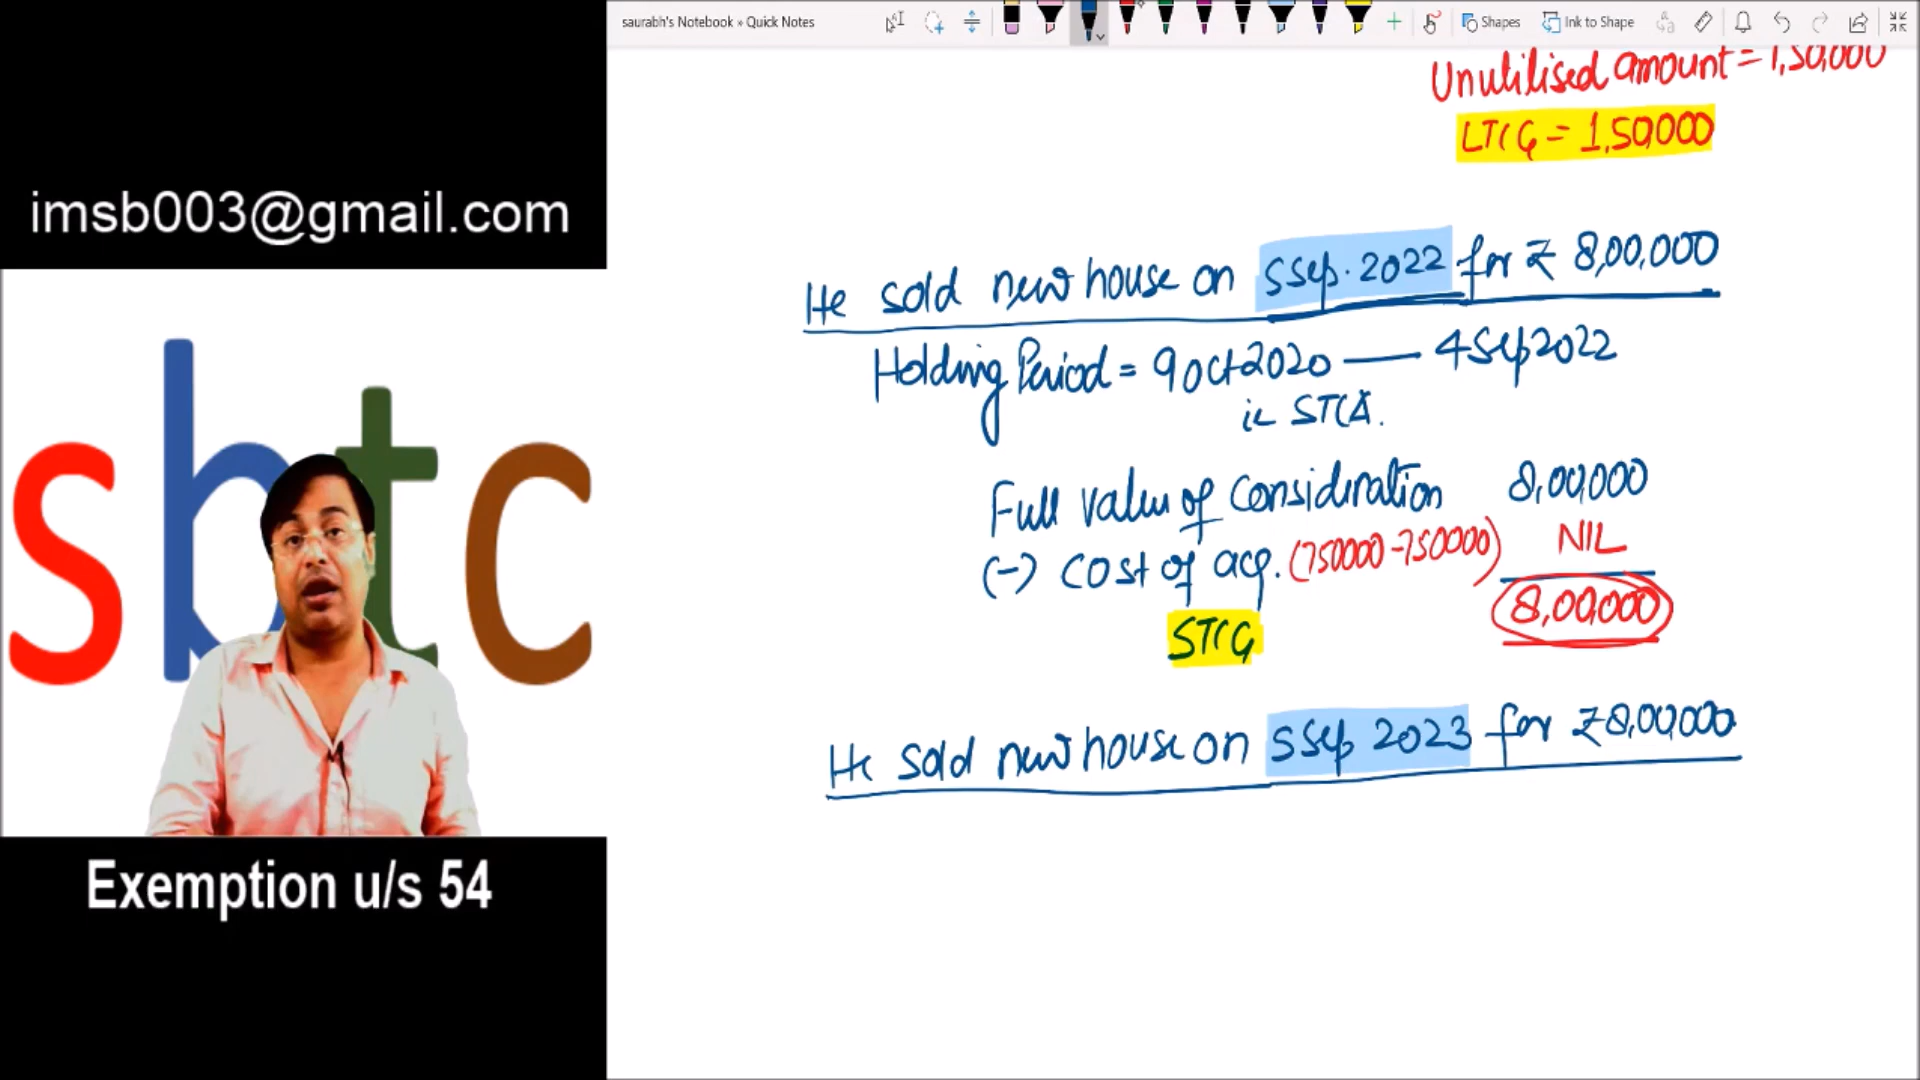 saurabh's Notebook » Quick Notes
Shapes
Ink to Shape
Unutilised amount = 1,50,000
LTCG = 1,50,000
imsb003@gmail.com
He sold new house on 5 Sep. 2022 for ₹ 8,00,000
Holding Period = 9 Oct 2020 — 4 Sep 2022
ie STCA.
Full Value of Consideration 8,00,000
(-) Cost of acq. (750000-750000) NIL
8,00,000
STCG
sbtc
He sold new house on 5 Sep 2023 for ₹8,00,000
Exemption u/s 54